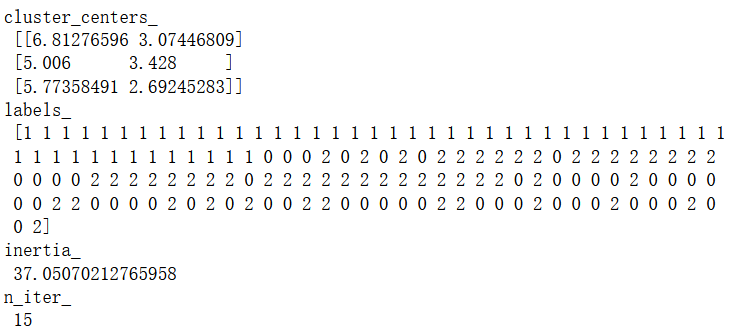 cluster_centers_
[[6.81276596 3.07446809]
[5.006      3.428     ]
[5.77358491 2.69245283]]
labels_
[1 1 1 1 1 1 1 1 1 1 1 1 1 1 1 1 1 1 1 1 1 1 1 1 1 1 1 1 1 1 1 1 1 1 1 1 1
1 1 1 1 1 1 1 1 1 1 1 1 1 0 0 0 2 0 2 0 2 0 2 2 2 2 2 2 0 2 2 2 2 2 2 2 2
0 0 0 0 2 2 2 2 2 2 2 2 0 2 2 2 2 2 2 2 2 2 2 2 2 2 0 2 0 0 0 0 2 0 0 0 0
0 0 2 2 0 0 0 0 2 0 2 0 2 0 0 2 2 0 0 0 0 0 2 2 0 0 0 2 0 0 0 2 0 0 0 2 0
0 2]
inertia_
37.05070212765958
n_iter_
15